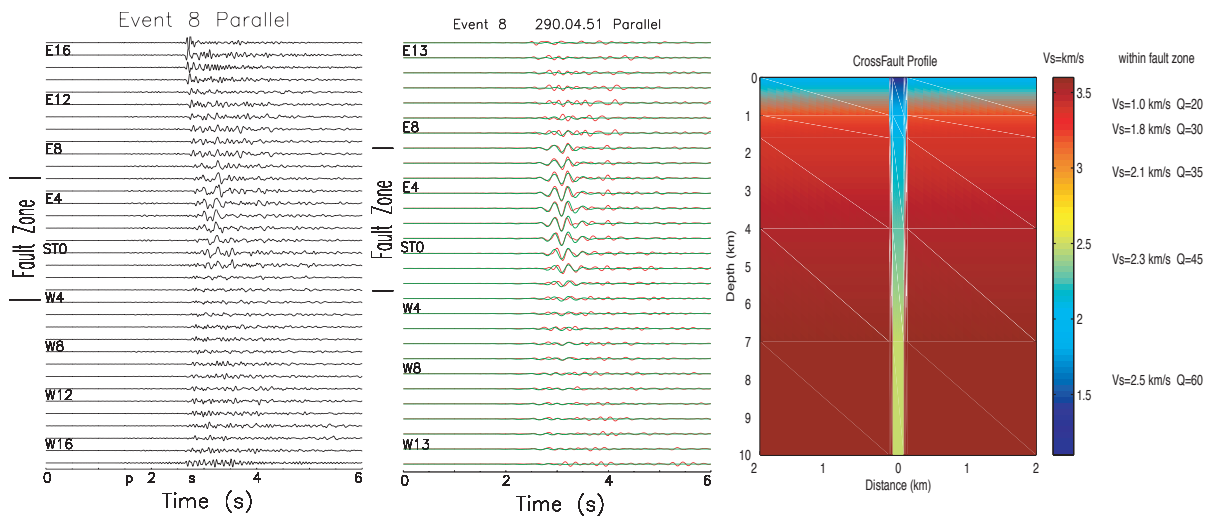 Event 8 Parallel
E16
E12
E8
E4
ST0
W4
W8
W12
W16
Fault Zone
0 p 2 s 4 6
Time (s)
Event 8 290.04.51 Parallel
E13
E8
E4
ST0
W4
W8
W13
Fault Zone
0 2 4 6
Time (s)
CrossFault Profile
0
1
2
3
4
5
6
7
8
9
10
Depth (km)
2 1 0 1 2
Distance (km)
Vs=km/s
3.5
3
2.5
2
1.5
within fault zone
Vs=1.0 km/s Q=20
Vs=1.8 km/s Q=30
Vs=2.1 km/s Q=35
Vs=2.3 km/s Q=45
Vs=2.5 km/s Q=60